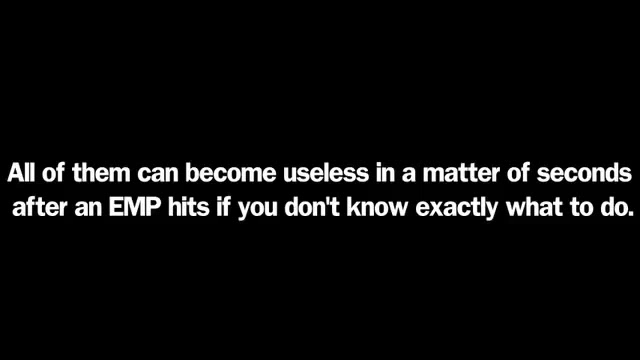 All of them can become useless in a matter of seconds
after an EMP hits if you don't know exactly what to do.